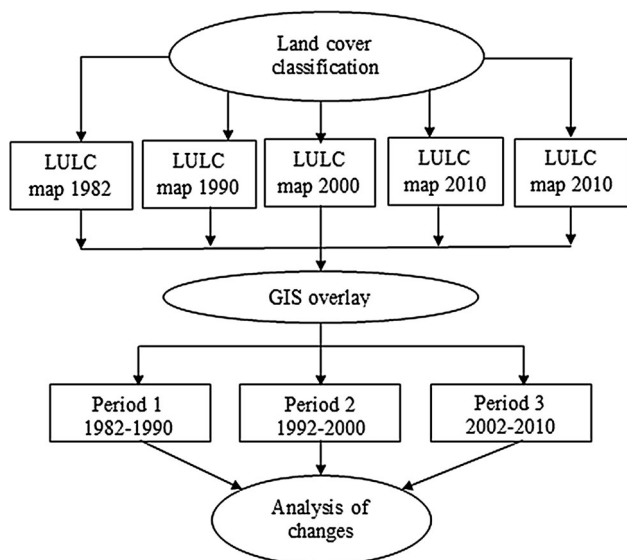 Land cover
classification
LULC
map 1982
LULC
map 1990
LULC
map 2000
LULC
map 2010
LULC
map 2010
GIS overlay
Period 1
1982-1990
Period 2
1992-2000
Period 3
2002-2010
Analysis of
changes